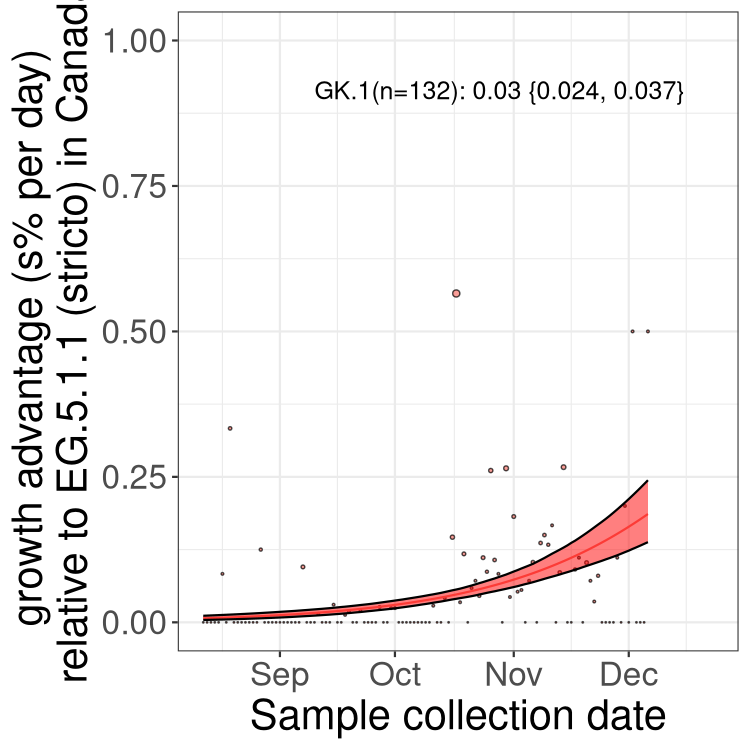 growth advantage (s% per day)
relative to EG.5.1.1 (stricto) in Canada
1.00
0.75
0.50
0.25
0.00
GK.1(n=132): 0.03 {0.024, 0.037}
Sep Oct Nov Dec
Sample collection date